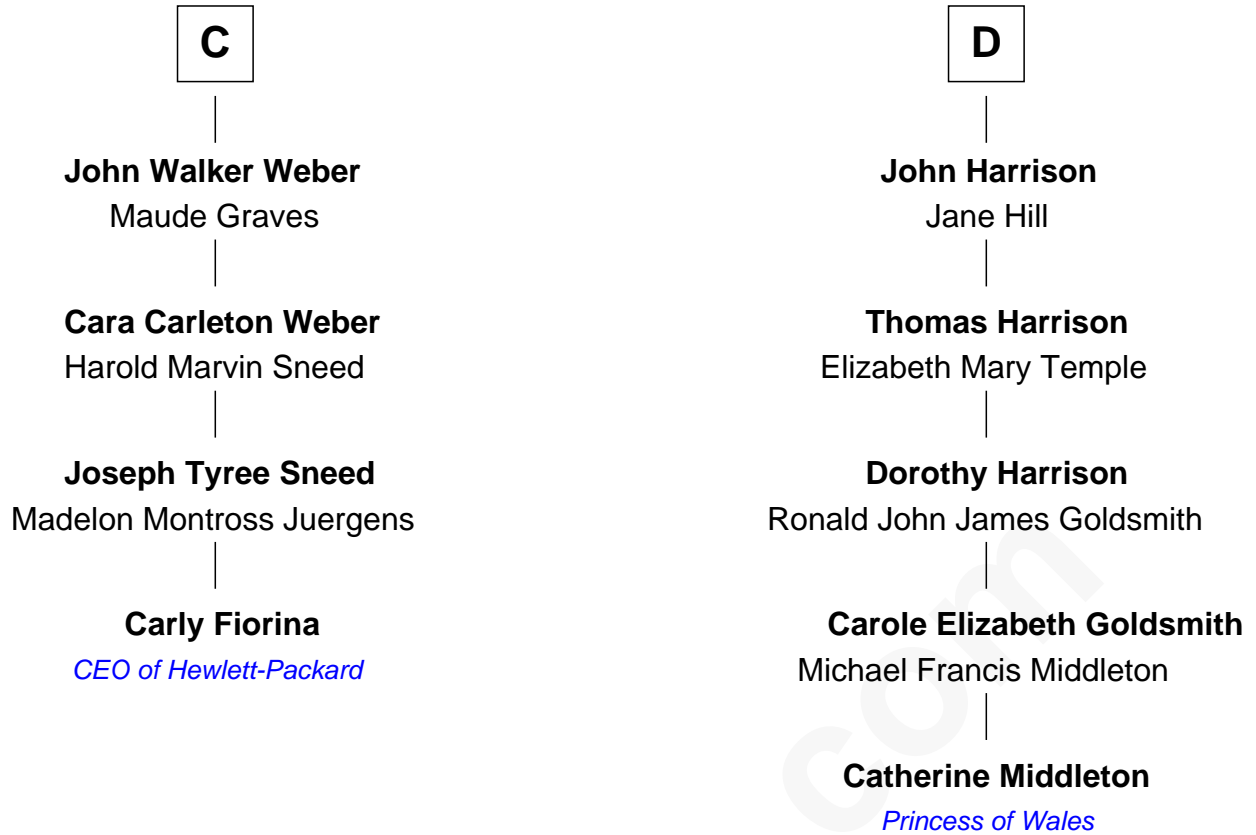 C
John Walker Weber
Maude Graves
Cara Carleton Weber
Harold Marvin Sneed
Joseph Tyree Sneed
Madelon Montross Juergens
Carly Fiorina
CEO of Hewlett-Packard
D
John Harrison
Jane Hill
Thomas Harrison
Elizabeth Mary Temple
Dorothy Harrison
Ronald John James Goldsmith
Carole Elizabeth Goldsmith
Michael Francis Middleton
Catherine Middleton
Princess of Wales
com